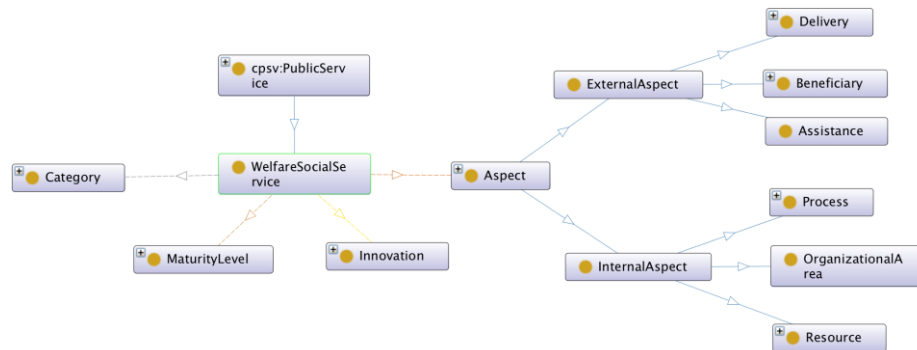 Delivery
cpsv:PublicServ
ice
ExternalAspect
Beneficiary
Assistance
Category
WelfareSocialSe
rvice
Aspect
Process
MaturityLevel
Innovation
InternalAspect
OrganizationalA
rea
Resource